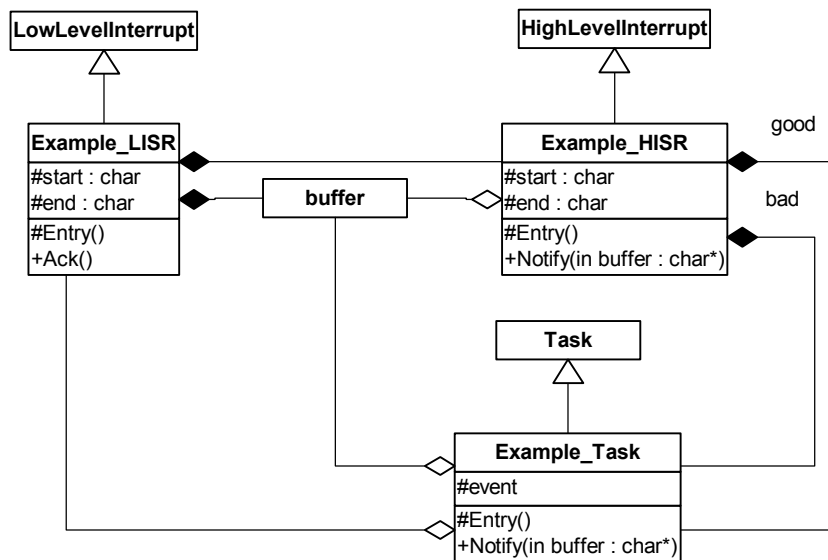 LowLevelInterrupt
HighLevelInterrupt
Example_LISR
#start : char
#end : char
#Entry()
+Ack()
buffer
Example_HISR
#start : char
#end : char
#Entry()
+Notify(in buffer : char*)
good
bad
Task
Example_Task
#event
#Entry()
+Notify(in buffer : char*)